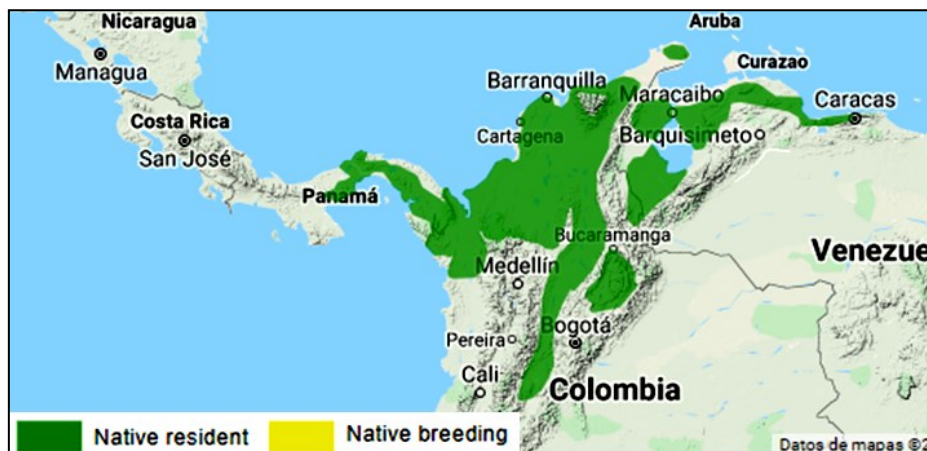 Nicaragua
Managua
Costa Rica
San José
Panamá
Aruba
Curazao
Barranquilla
Cartagena
Maracaibo
Caracas
Barquisimeto
Bucaramanga
Medellín
Venezue
Pereira
Bogotá
Cali
Colombia
Native resident
Native breeding
Datos de mapas ©2